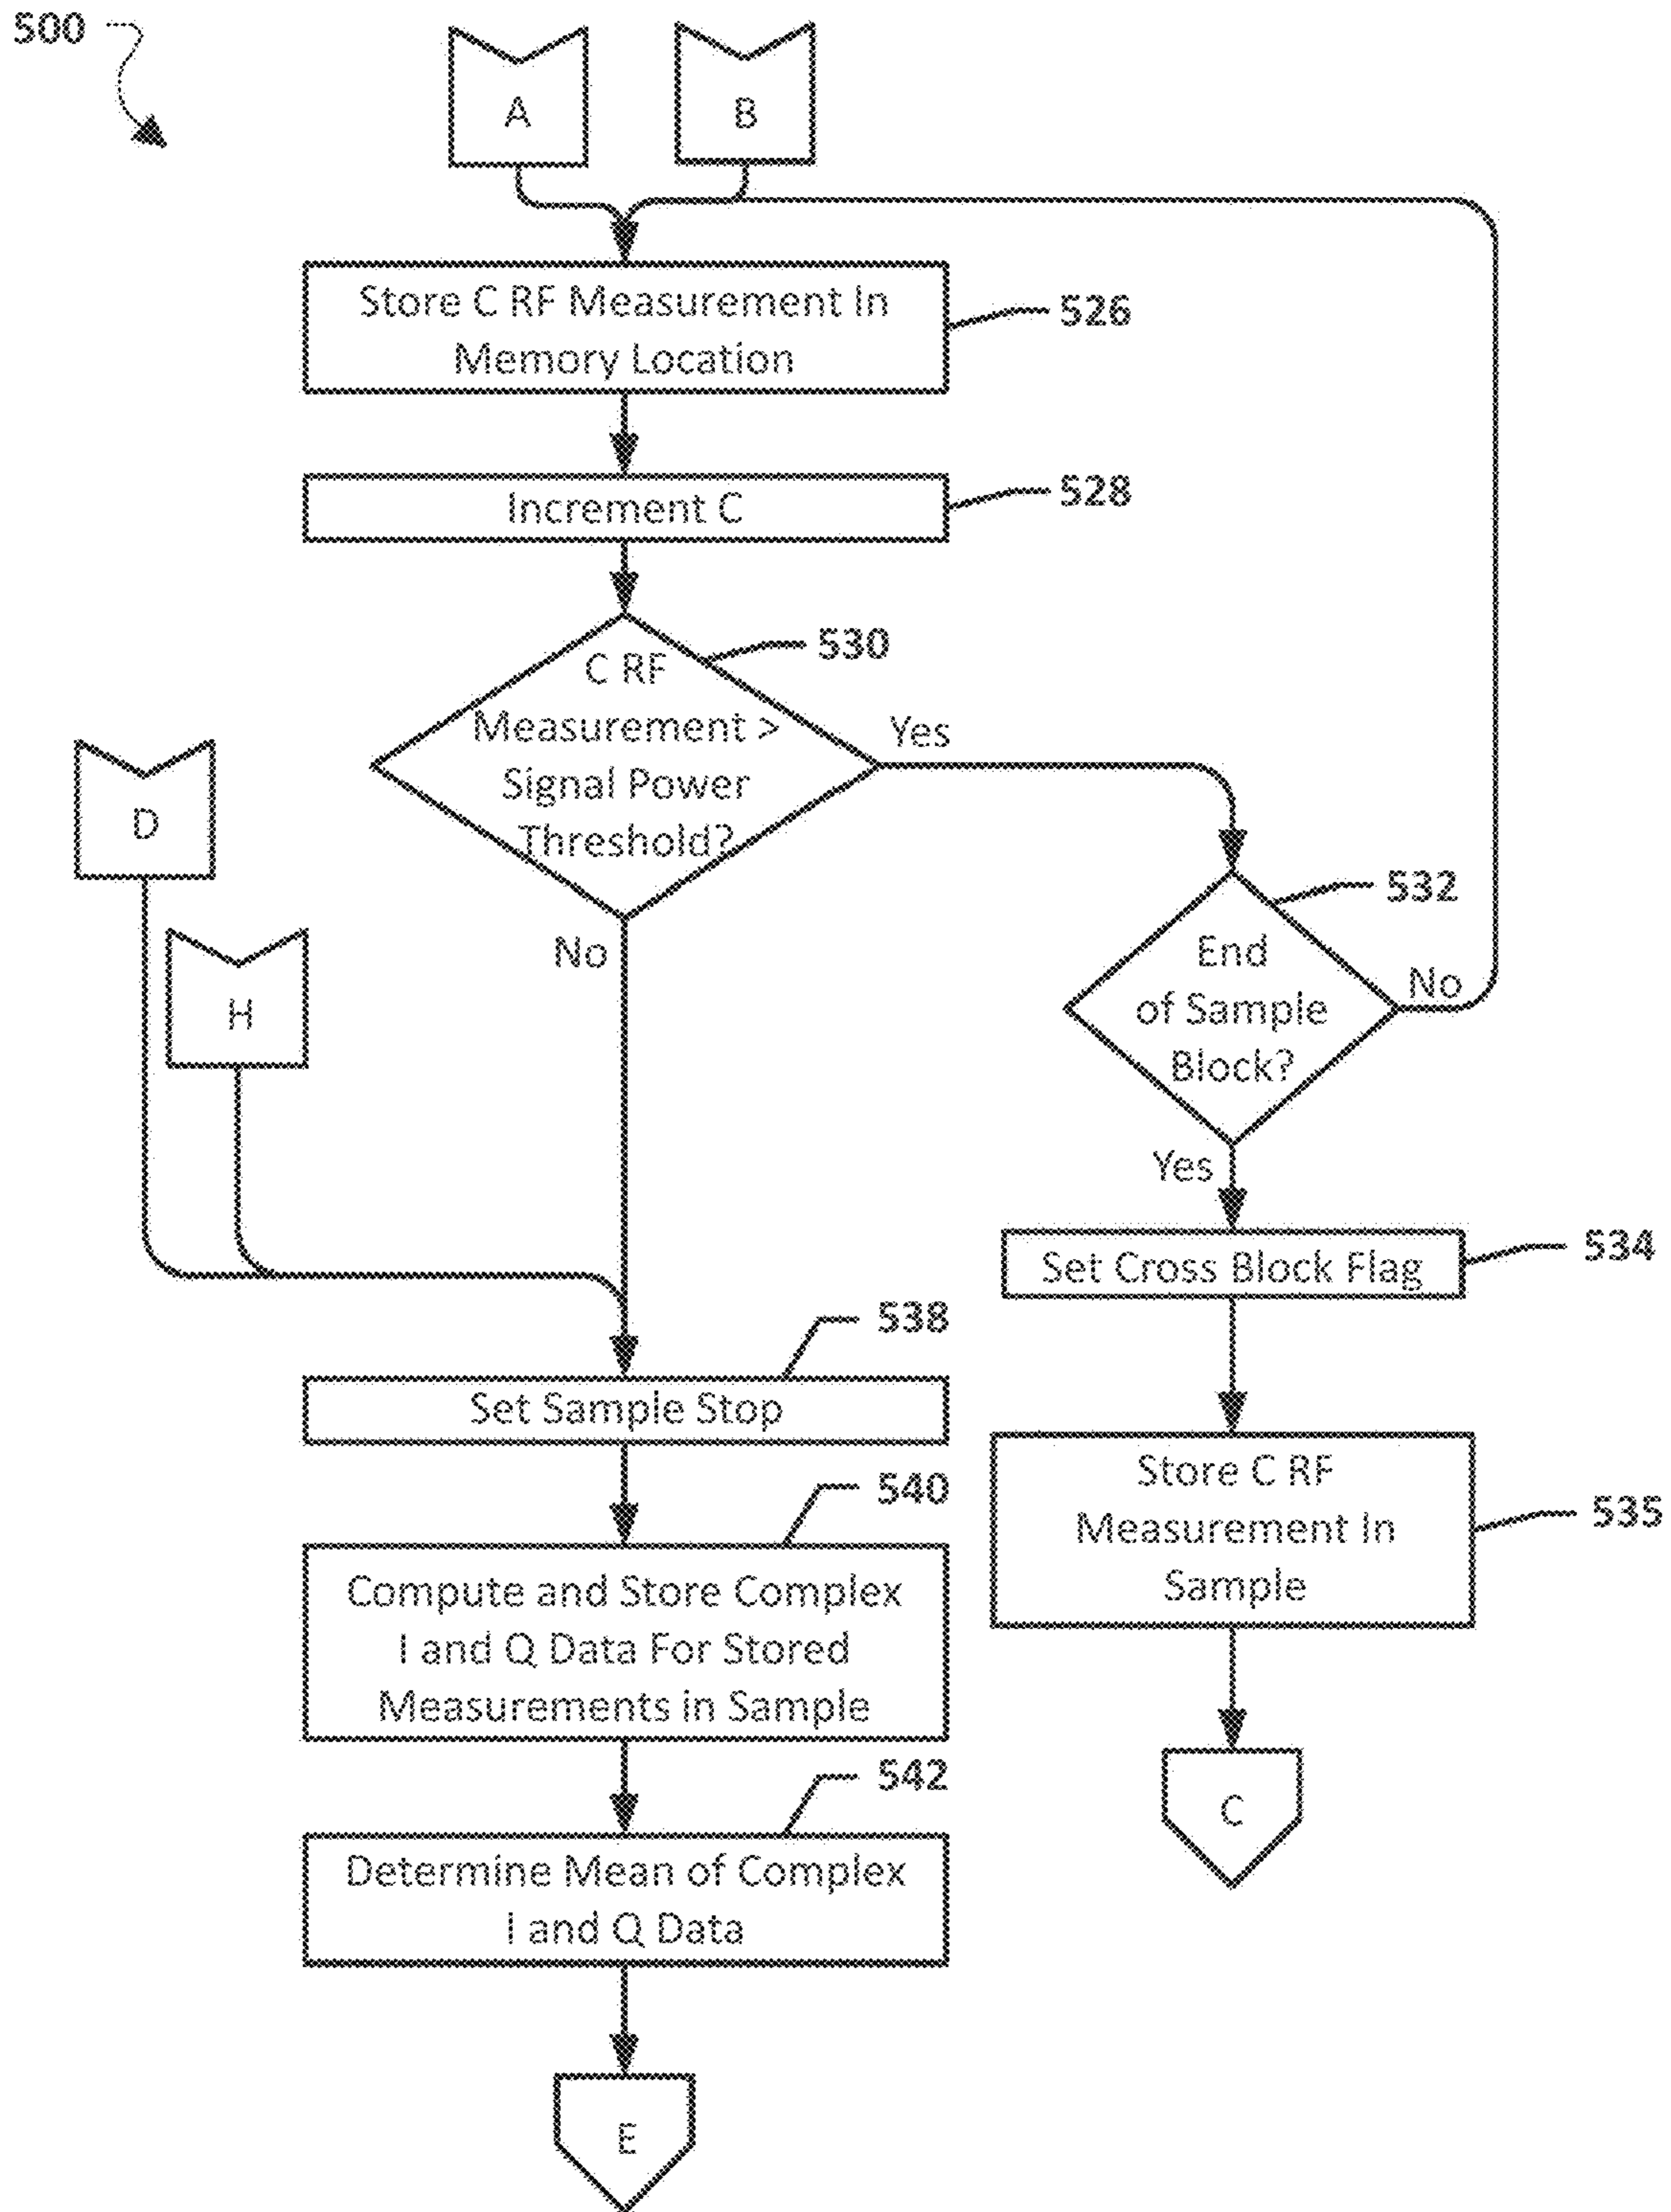 500
A
B
Store C RF Measurement In
Memory Location
526
Increment C
528
530
C RF
Measurement >
Signal Power
Threshold?
Yes
No
D
H
532
End
of Sample
Block?
No
Yes
Set Cross Block Flag
534
538
Set Sample Stop
Store C RF
Measurement In
Sample
535
540
Compute and Store Complex
I and Q Data For Stored
Measurements in Sample
542
Determine Mean of Complex
I and Q Data
C
E